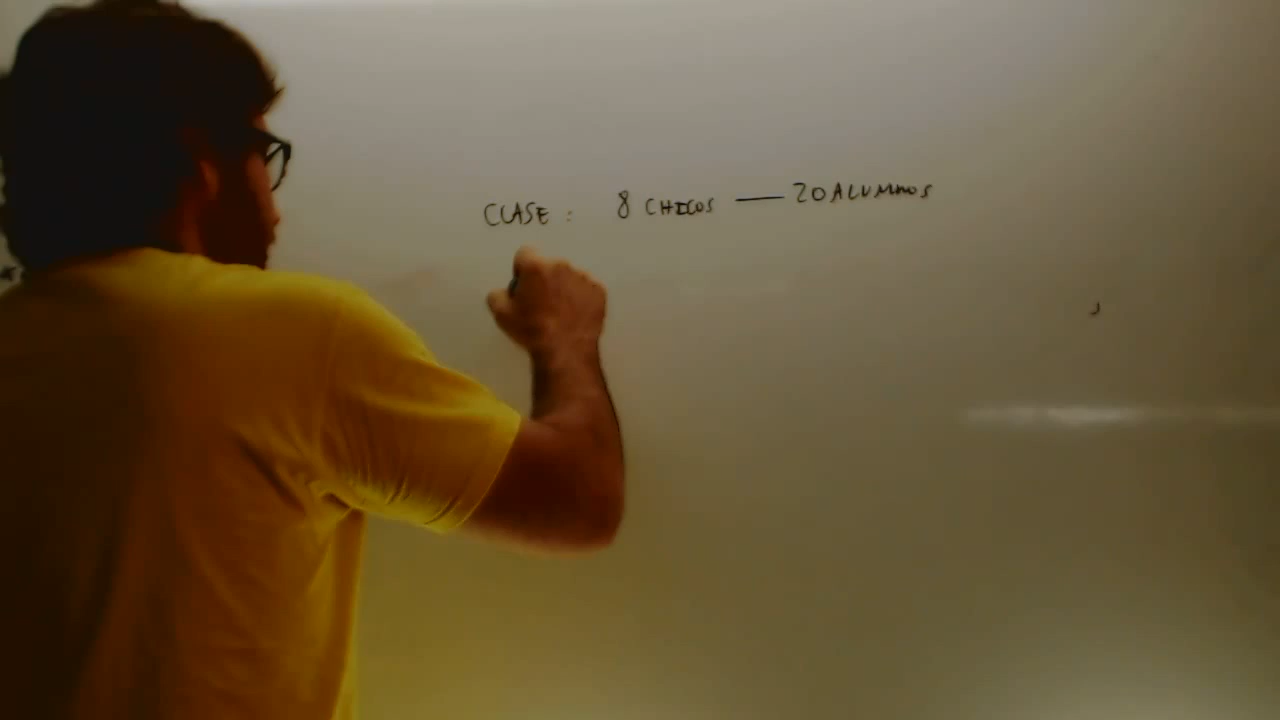 CLASE : 8 CHICOS — 20 ALUMNOS